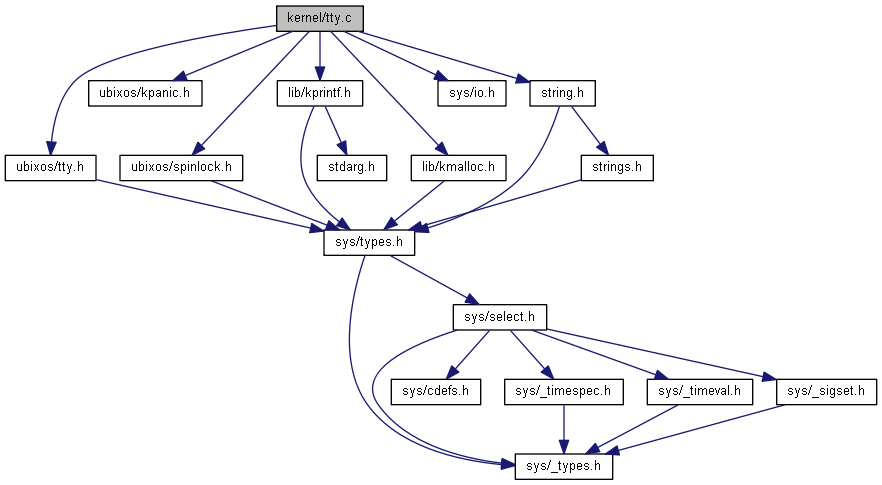 kernel/tty.c
ubixos/kpanic.h
lib/kprintf.h
sys/io.h
string.h
ubixos/tty.h
ubixos/spinlock.h
stdarg.h
lib/kmalloc.h
strings.h
sys/types.h
sys/select.h
sys/cdefs.h
sys/_timespec.h
sys/_timeval.h
sys/_sigset.h
sys/_types.h